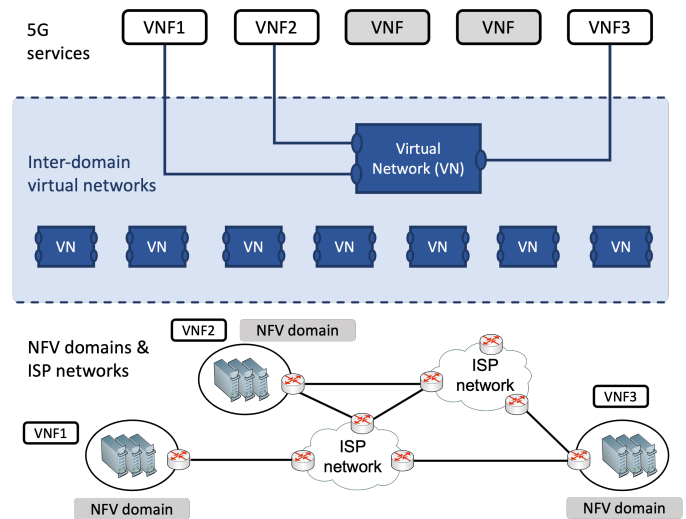 5G
services
VNF1
VNF2
VNF
VNF
VNF3
Inter-domain
virtual networks
Virtual
Network (VN)
VN
VN
VN
VN
VN
VN
VN
NFV domains &
ISP networks
VNF2
NFV domain
ISP
network
VNF3
VNF1
ISP
network
NFV domain
NFV domain